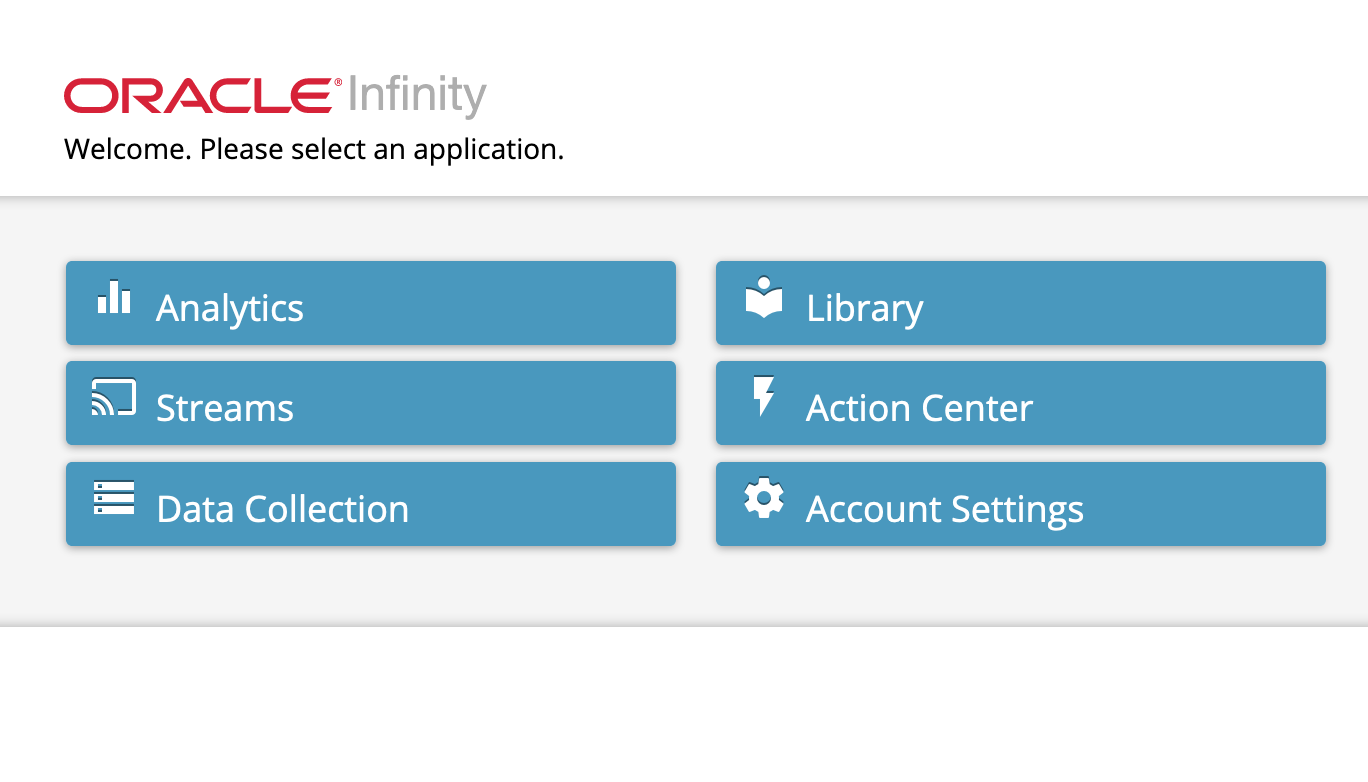 ORACLE® Infinity
Welcome. Please select an application.
Analytics
Library
Streams
Action Center
Data Collection
Account Settings